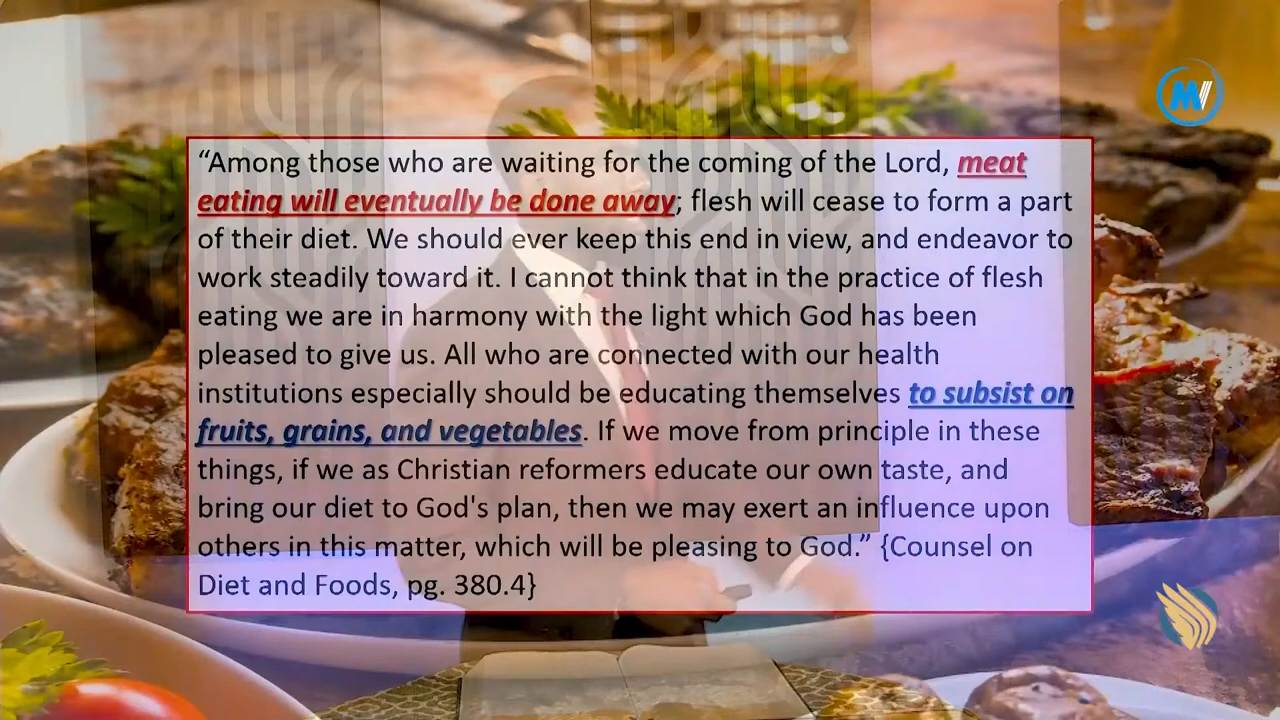 “Among those who are waiting for the coming of the Lord, meat
eating will eventually be done away; flesh will cease to form a part
of their diet. We should ever keep this end in view, and endeavor to
work steadily toward it. I cannot think that in the practice of flesh
eating we are in harmony with the light which God has been
pleased to give us. All who are connected with our health
institutions especially should be educating themselves to subsist on
fruits, grains, and vegetables. If we move from principle in these
things, if we as Christian reformers educate our own taste, and
bring our diet to God's plan, then we may exert an influence upon
others in this matter, which will be pleasing to God.” {Counsel on
Diet and Foods, pg. 380.4}